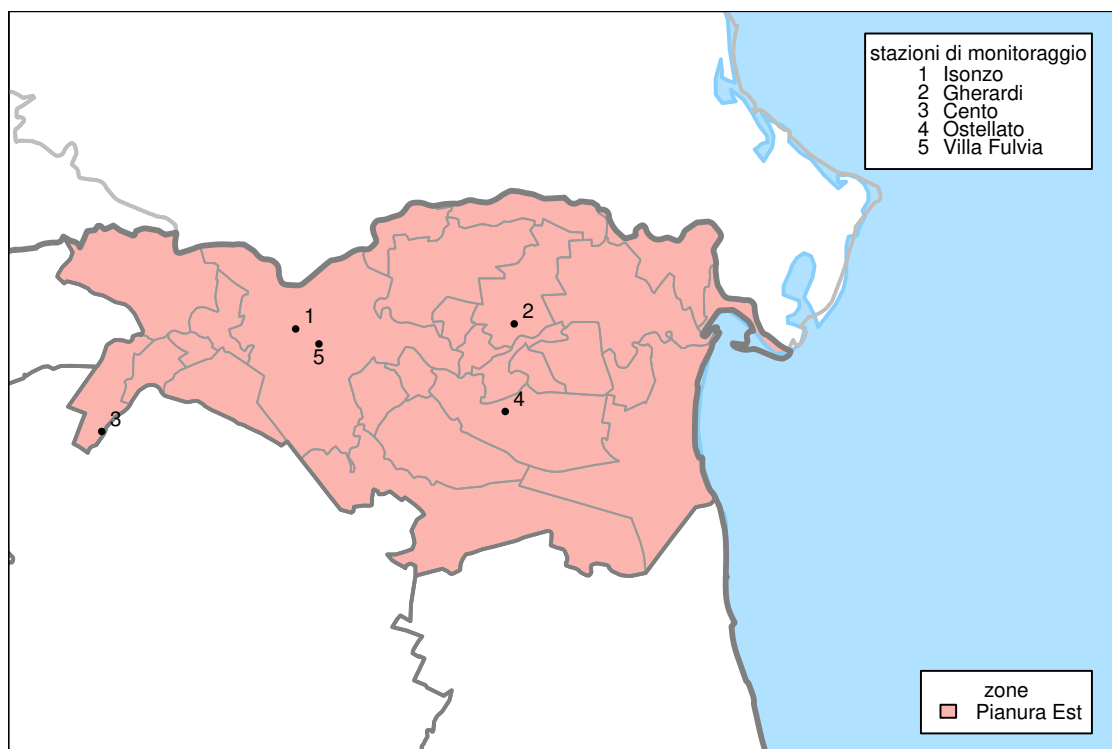 stazioni di monitoraggio
1 Isonzo
2 Gherardi
3 Cento
4 Ostellato
5 Villa Fulvia
1
2
5
4
3
zone
Pianura Est